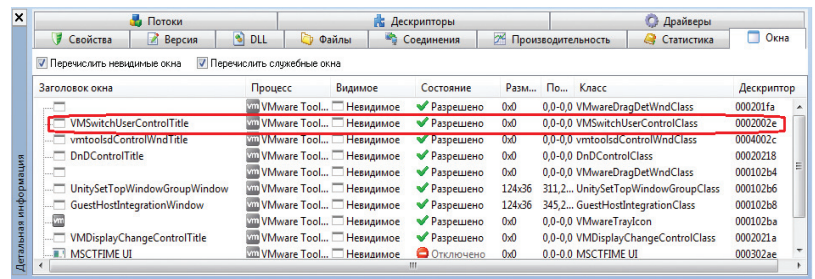 Потоки Дескрипторы Драйверы
Свойства Версия DLL Файлы Соединения Производительность Статистика Окна
Перечислить невидимые окна Перечислить служебные окна
Заголовок окна Процесс Видимое Состояние Разм... По... Класс Дескриптор
VMware Tool... Невидимое Разрешено 0x0 0,0-0,0 VMwareDragDetWndClass 000201fa
VMSwitchUserControlTitle VMware Tool... Невидимое Разрешено 0x0 0,0-0,0 VMSwitchUserControlClass 0002002e
vmtoolsdControlWndTitle VMware Tool... Невидимое Разрешено 0x0 0,0-0,0 vmtoolsdControlWndClass 0004002c
DnDControlTitle VMware Tool... Невидимое Разрешено 0x0 0,0-0,0 DnDControlClass 00020218
VMware Tool... Невидимое Разрешено 0x0 0,0-0,0 VMwareDragDetWndClass 000102b4
UnitySetTopWindowGroupWindow VMware Tool... Невидимое Разрешено 124x36 311,2... UnitySetTopWindowGroupClass 000102b6
GuestHostIntegrationWindow VMware Tool... Невидимое Разрешено 124x36 345,2... GuestHostIntegrationClass 000102b8
vm VMware Tool... Невидимое Разрешено 0x0 0,0-0,0 VMwareTrayIcon 000102ba
VMDisplayChangeControlTitle VMware Tool... Невидимое Разрешено 0x0 0,0-0,0 VMDisplayChangeControlClass 0002021a
MSCTFIME UI VMware Tool... Невидимое Отключено 0x0 0,0-0,0 MSCTFIME UI 000302ae
Детальная информация